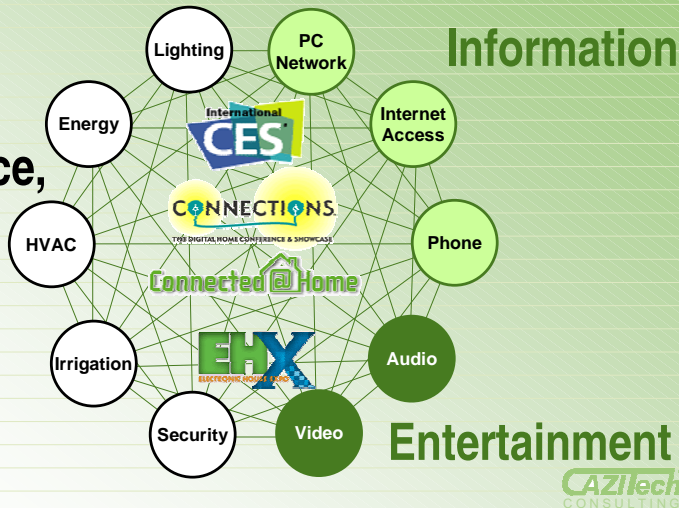 Information
Lighting
PC
Network
International
CES
Energy
Internet
Access
ce,
CONNECTIONS.
THE DIGITAL HOME CONFERENCE & SHOWCASE
HVAC
Phone
Connected@Home
EHX
ELECTRONIC HOUSE EXPO
Irrigation
Audio
Security
Video
Entertainment
CAZITech
CONSULTING